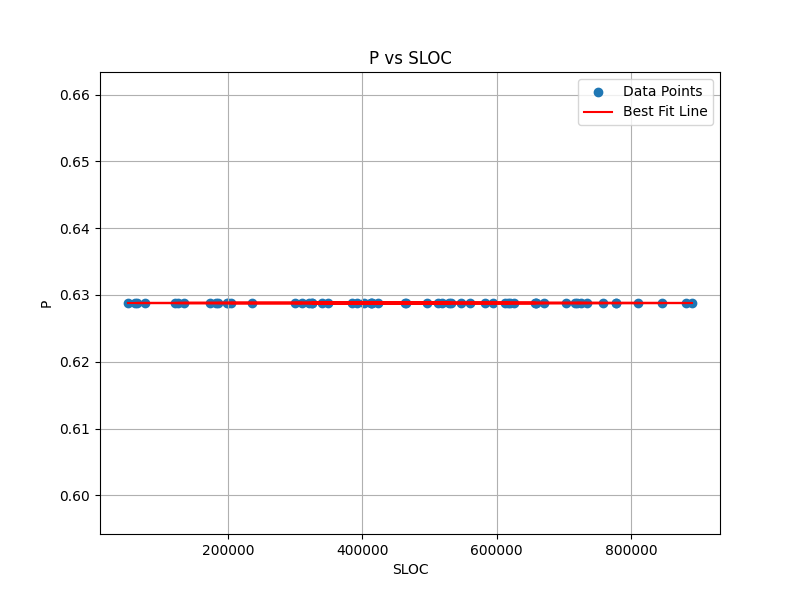 P vs SLOC
Data Points
Best Fit Line
0.66
0.65
0.64
0.63
0.62
0.61
0.60
P
200000
400000
600000
800000
SLOC